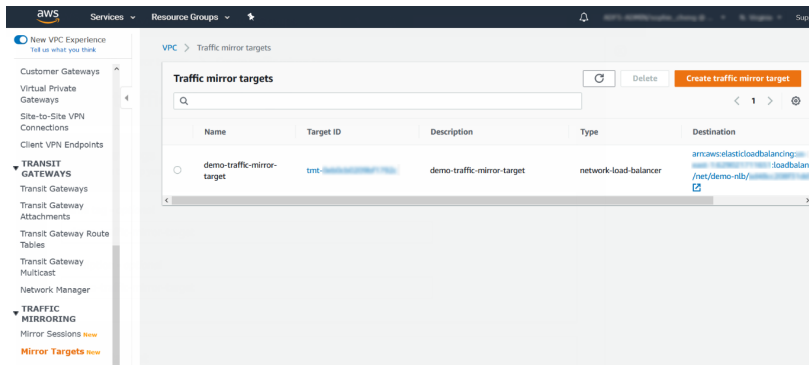 aws
Services
Resource Groups
Sup
New VPC Experience
Tell us what you think
Customer Gateways
Virtual Private
Gateways
Site-to-Site VPN
Connections
Client VPN Endpoints
TRANSIT
GATEWAYS
Transit Gateways
Transit Gateway
Attachments
Transit Gateway Route
Tables
Transit Gateway
Multicast
Network Manager
TRAFFIC
MIRRORING
Mirror Sessions New
Mirror Targets New
VPC > Traffic mirror targets
Traffic mirror targets
Delete
Create traffic mirror target
< 1 >
Name Target ID Description Type Destination
demo-traffic-mirror-
target
tmt-
demo-traffic-mirror-target
network-load-balancer
arn:aws:elasticloadbalancing:
:loadbalan
/net/demo-nlb/